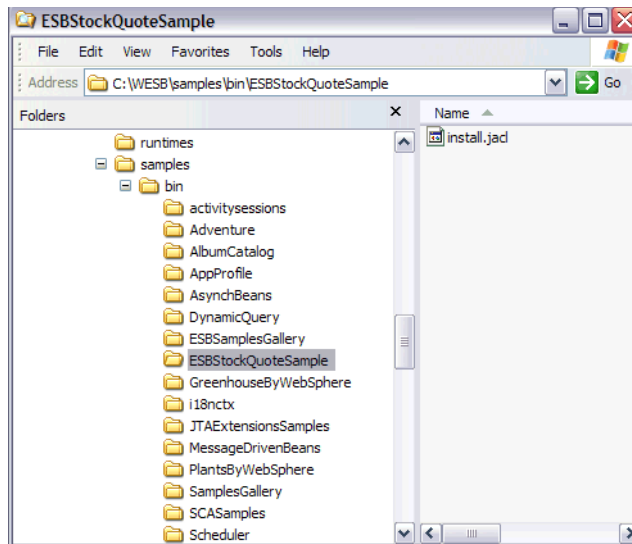 ESBStockQuoteSample
File Edit View Favorites Tools Help
Address C:\WESB\samples\bin\ESBStockQuoteSample Go
Folders
Name
install.jacl
runtimes
samples
bin
activitysessions
Adventure
AlbumCatalog
AppProfile
AsynchBeans
DynamicQuery
ESBSamplesGallery
ESBStockQuoteSample
GreenhouseByWebSphere
i18nctx
JTAExtensionsSamples
MessageDrivenBeans
PlantsByWebSphere
SamplesGallery
SCASamples
Scheduler